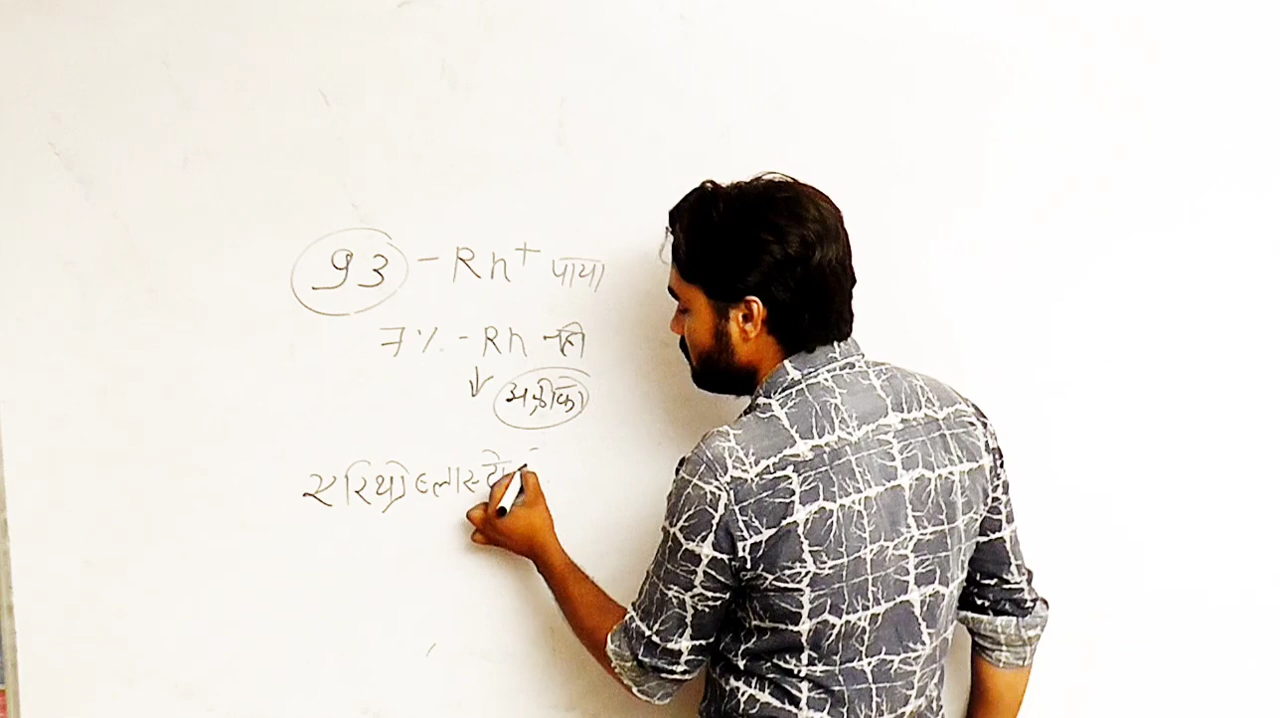 93 - Rh+ पाया
7% - Rh नही
↓ अफ्रीका
एरिथ्रोब्लास्टो